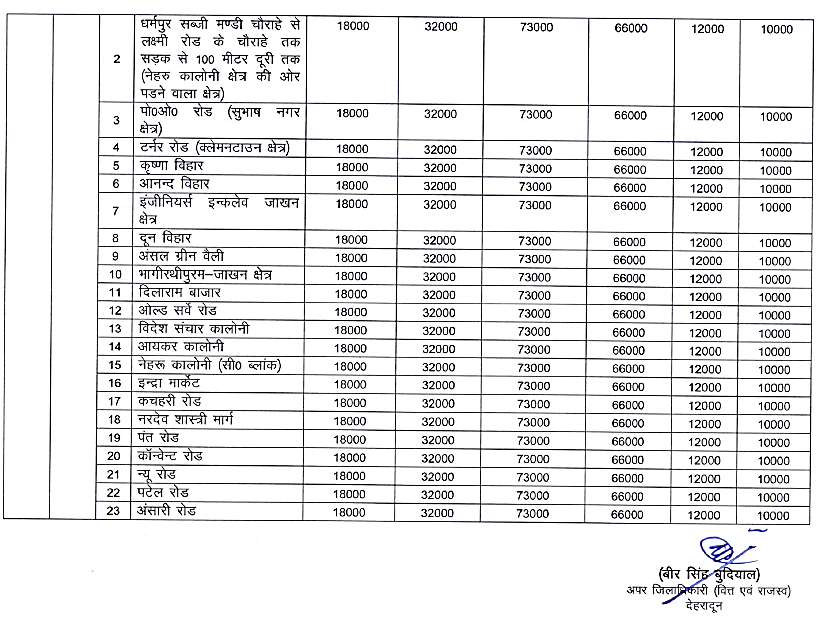 धर्मपुर सब्जी मण्डी चौराहे से
2 लक्ष्मी रोड के चौराहे तक सड़क से 100 मीटर दूरी तक (नेहरु कालोनी क्षेत्र की ओर पडने वाला क्षेत्र) 18000 32000 73000 66000 12000 10000
3 पो0ओ0 रोड (सुभाष नगर क्षेत्र) 18000 32000 73000 66000 12000 10000
4 टर्नर रोड (क्लेमनटाउन क्षेत्र) 18000 32000 73000 66000 12000 10000
5 कृष्णा विहार 18000 32000 73000 66000 12000 10000
6 आनन्द विहार 18000 32000 73000 66000 12000 10000
7 इंजीनियर्स इन्कलेव जाखन क्षेत्र 18000 32000 73000 66000 12000 10000
8 दून विहार 18000 32000 73000 66000 12000 10000
9 अंसल ग्रीन वैली 18000 32000 73000 66000 12000 10000
10 भागीरथीपुरम–जाखन क्षेत्र 18000 32000 73000 66000 12000 10000
11 दिलाराम बाजार 18000 32000 73000 66000 12000 10000
12 ओल्ड सर्वे रोड 18000 32000 73000 66000 12000 10000
13 विदेश संचार कालोनी 18000 32000 73000 66000 12000 10000
14 आयकर कालोनी 18000 32000 73000 66000 12000 10000
15 नेहरू कालोनी (सी0 ब्लांक) 18000 32000 73000 66000 12000 10000
16 इन्द्रा मार्केट 18000 32000 73000 66000 12000 10000
17 कचहरी रोड 18000 32000 73000 66000 12000 10000
18 नरदेव शास्त्री मार्ग 18000 32000 73000 66000 12000 10000
19 पंत रोड 18000 32000 73000 66000 12000 10000
20 कॉन्वेन्ट रोड 18000 32000 73000 66000 12000 10000
21 न्यू रोड 18000 32000 73000 66000 12000 10000
22 पटेल रोड 18000 32000 73000 66000 12000 10000
23 अंसारी रोड 18000 32000 73000 66000 12000 10000
(बीर सिंह बुदियाल)
अपर जिलाधिकारी (वित्त एवं राजस्व)
देहरादून